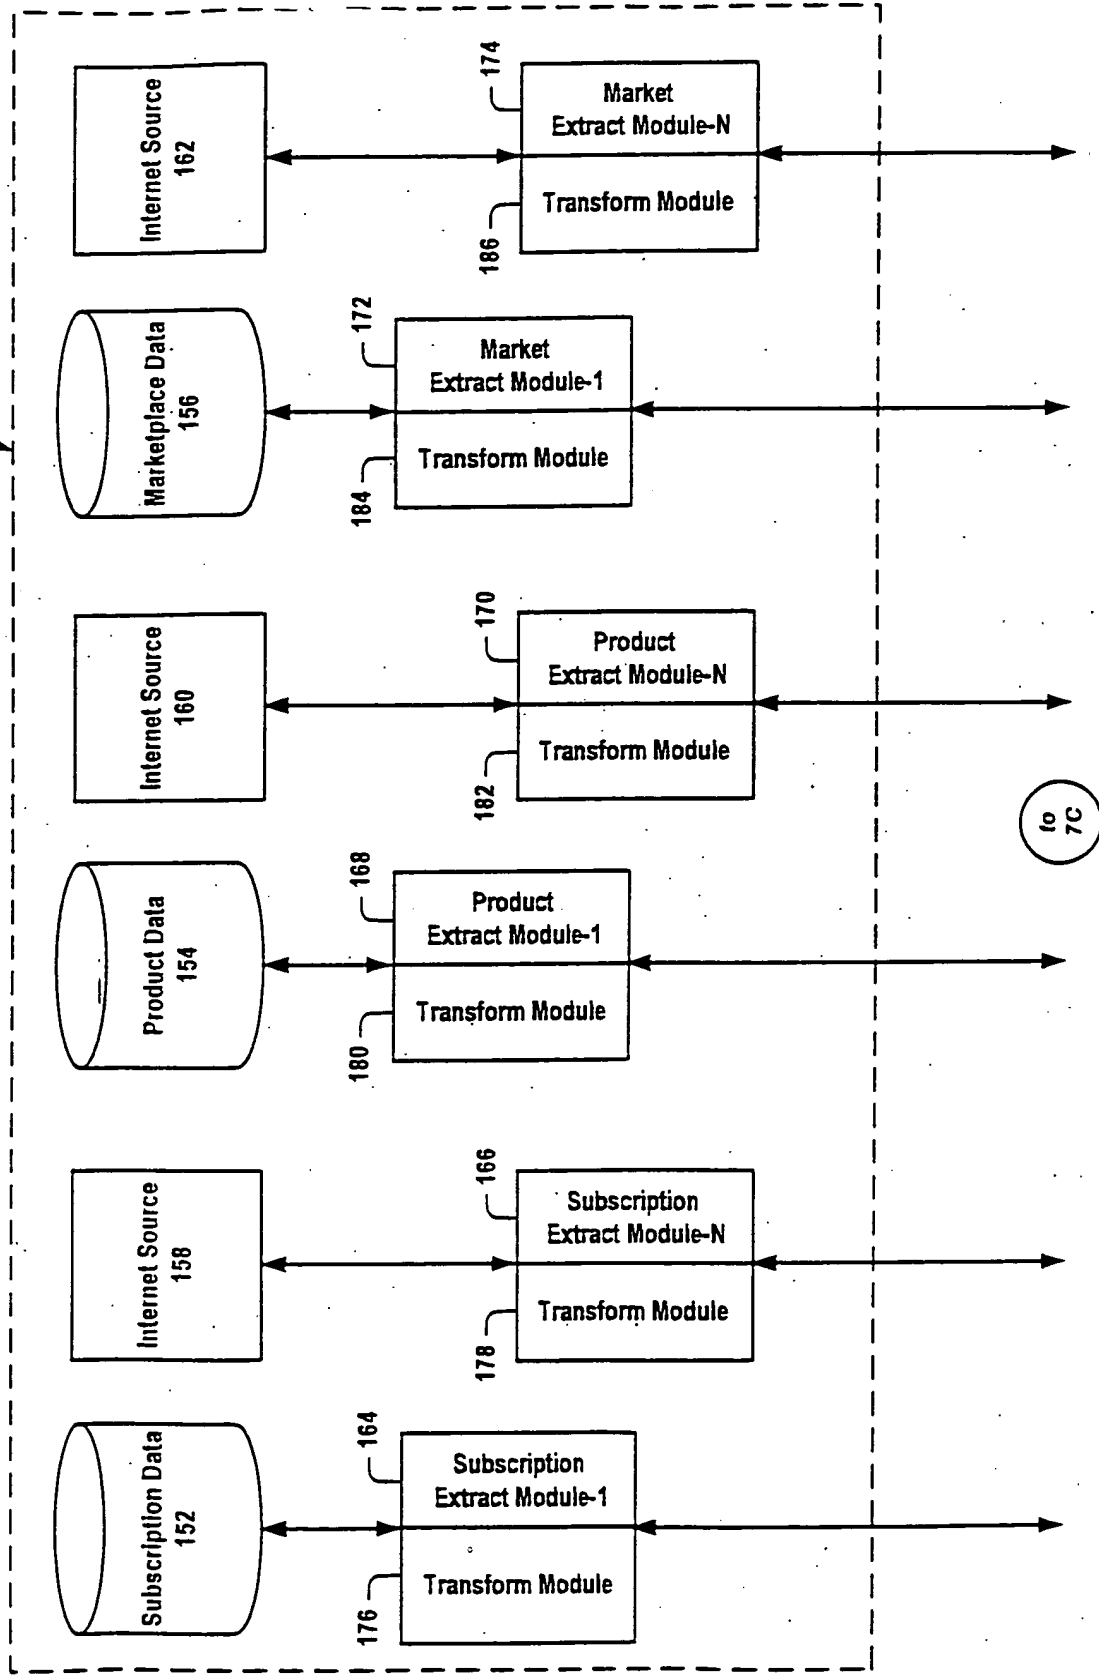 Internet Source
162
174
Market
Extract Module-N
Transform Module
186
Marketplace Data
156
172
Market
Extract Module-1
Transform Module
184
Internet Source
160
170
Product
Extract Module-N
Transform Module
182
Product Data
154
168
Product
Extract Module-1
Transform Module
180
to
7C
Internet Source
158
166
Subscription
Extract Module-N
Transform Module
178
Subscription Data
152
164
Subscription
Extract Module-1
Transform Module
176